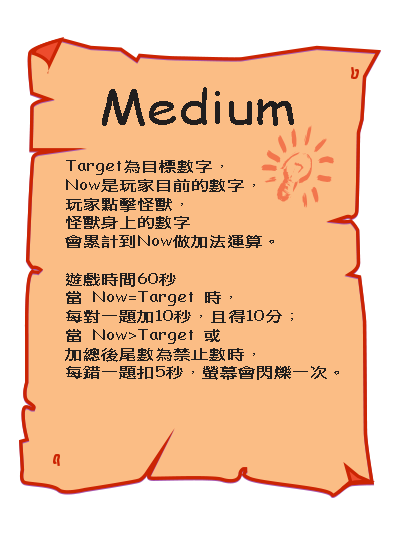 Medium
Target為目標數字，
Now是玩家目前的數字，
玩家點擊怪獸，
怪獸身上的數字
會累計到Now做加法運算。
遊戲時間60秒
當 Now=Target 時，
每對一題加10秒，且得10分；
當 Now>Target 或
加總後尾數為禁止數時，
每錯一題扣5秒，螢幕會閃爍一次。